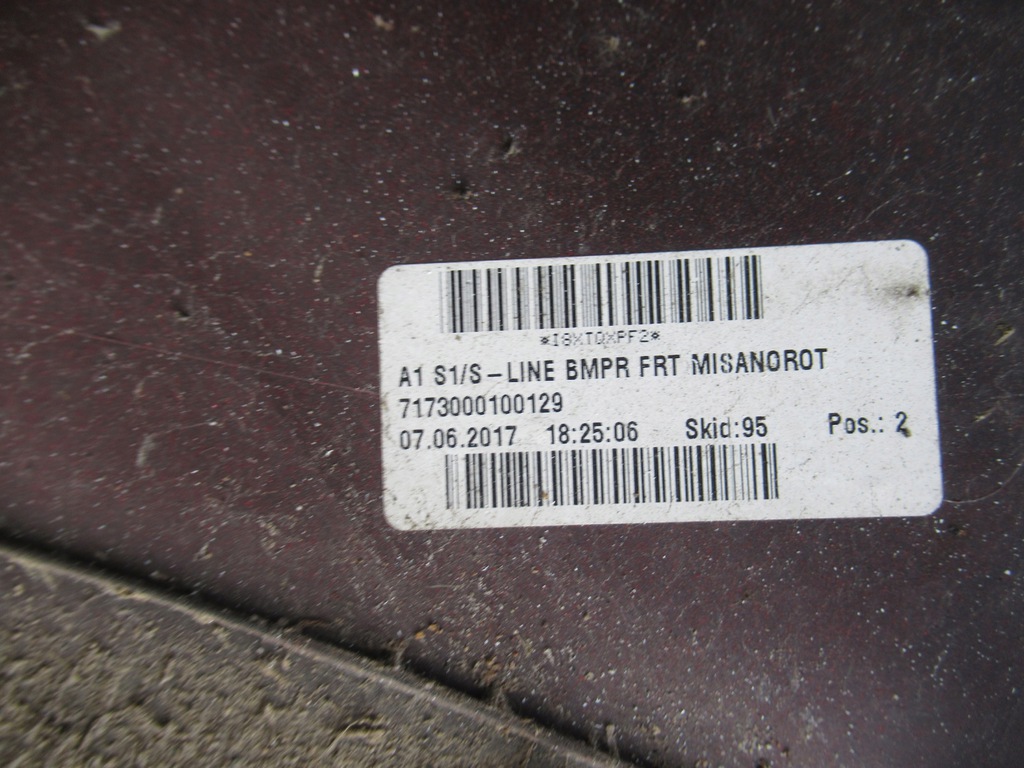 *I8XTQXPF2*
A1 S1/S-LINE BMPR FRT MISANOROT
7173000100129
07.06.2017 18:25:06 Skid:95 Pos.: 2